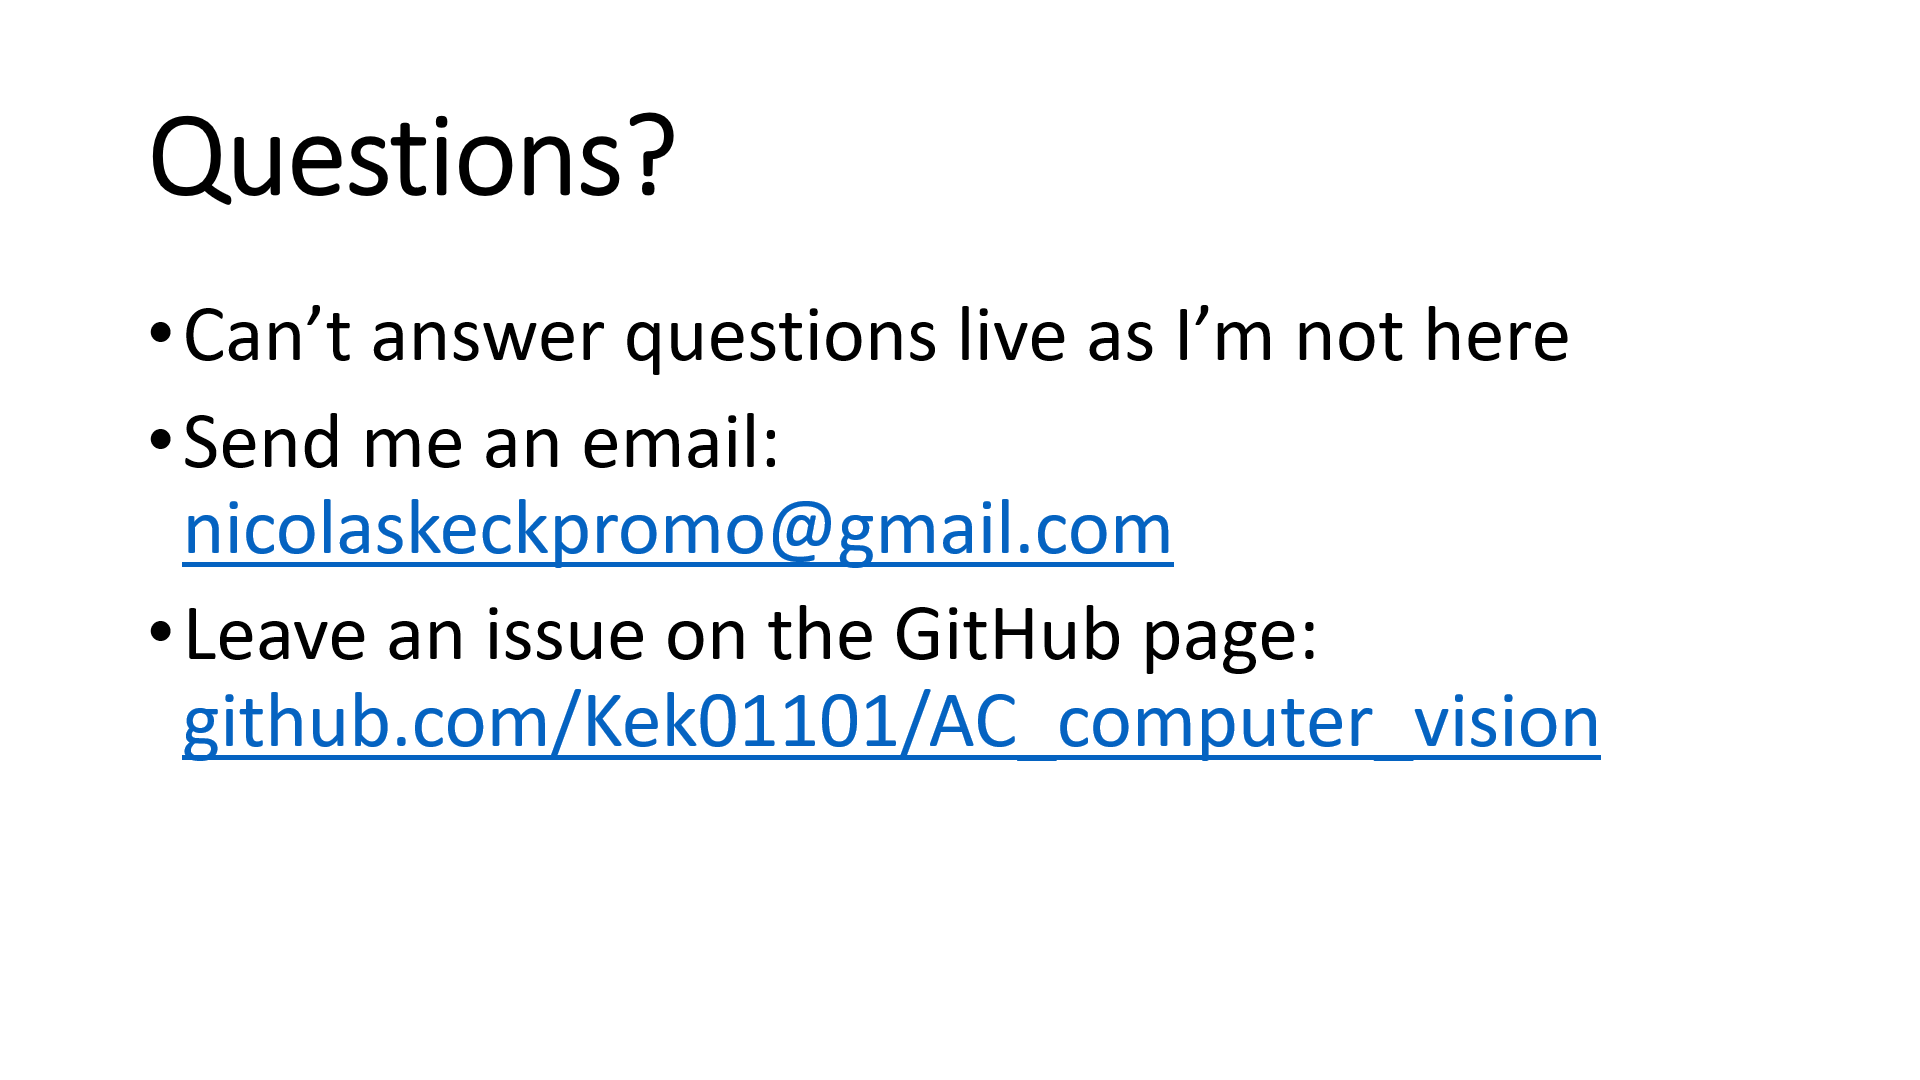 Questions?
• Can’t answer questions live as I’m not here
• Send me an email:
nicolaskeckpromo@gmail.com
• Leave an issue on the GitHub page:
github.com/Kek01101/AC_computer_vision